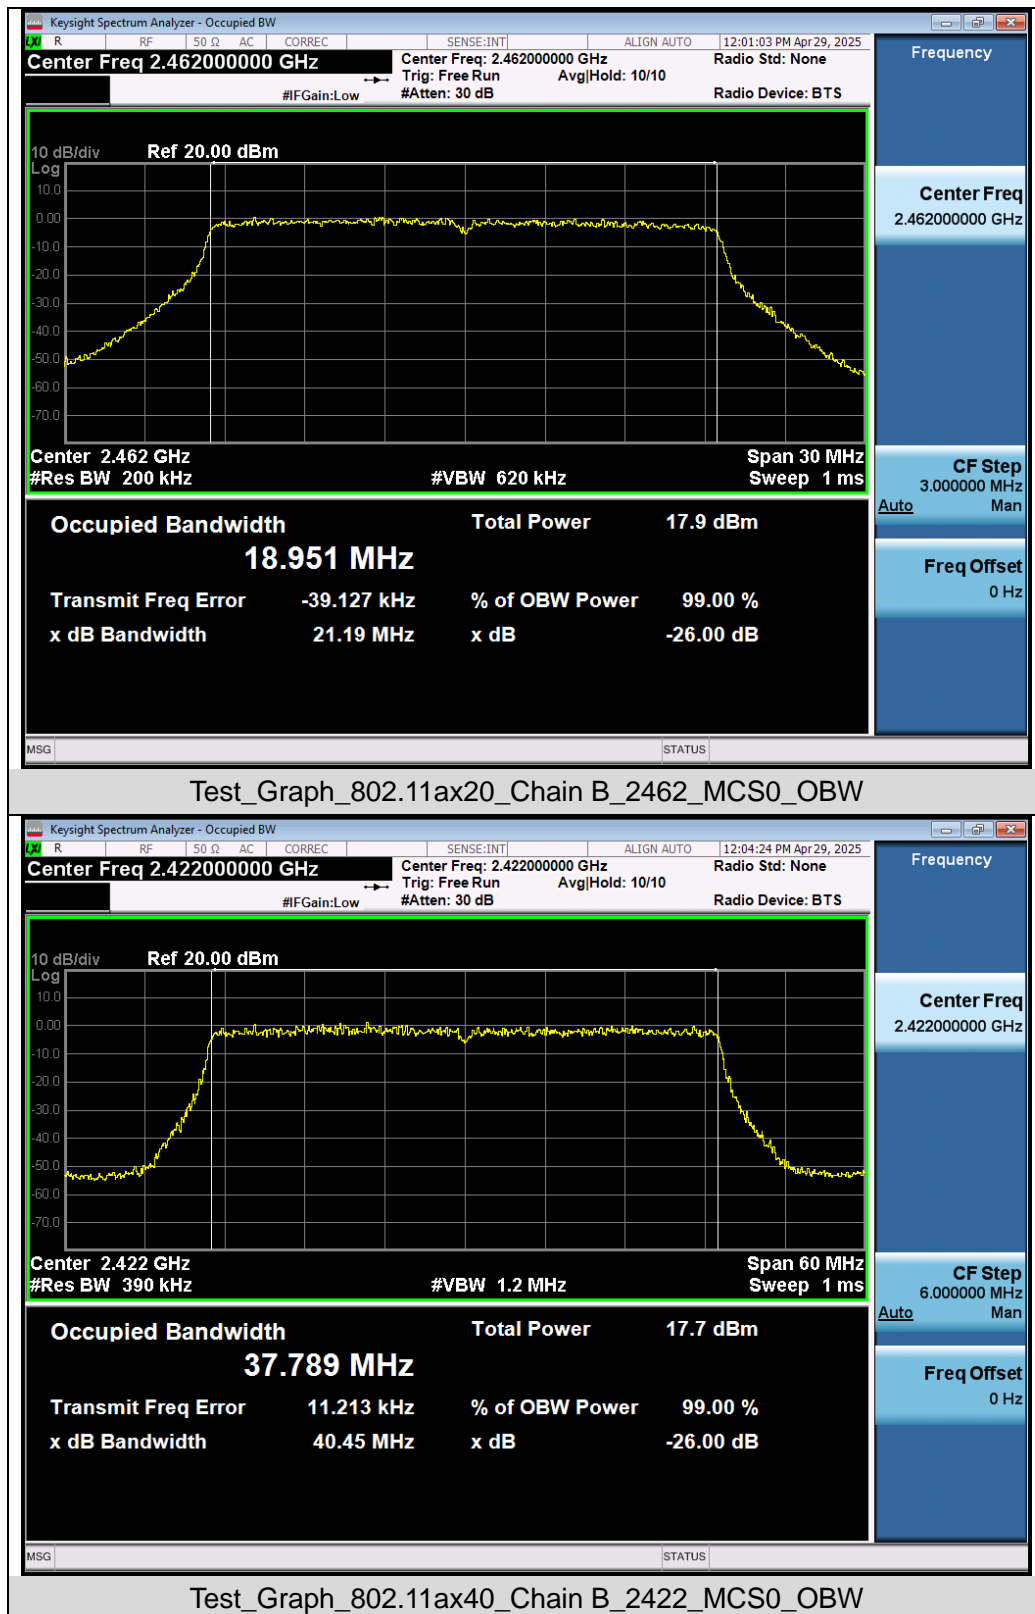 Keysight Spectrum Analyzer - Occupied BW
LXI R RF 50 Ω AC CORREC SENSE:INT ALIGN AUTO 12:01:03 PM Apr 29, 2025
Center Freq 2.462000000 GHz
Center Freq: 2.462000000 GHz
Radio Std: None
Trig: Free Run Avg|Hold: 10/10
#IFGain:Low
#Atten: 30 dB
Radio Device: BTS
Frequency
10 dB/div Ref 20.00 dBm
Log
10.0
0.00
-10.0
-20.0
-30.0
-40.0
-50.0
-60.0
-70.0
Center Freq
2.462000000 GHz
Center 2.462 GHz Span 30 MHz
#Res BW 200 kHz #VBW 620 kHz Sweep 1 ms
CF Step
3.000000 MHz
Auto Man
Freq Offset
0 Hz
Occupied Bandwidth Total Power 17.9 dBm
18.951 MHz
Transmit Freq Error -39.127 kHz % of OBW Power 99.00 %
x dB Bandwidth 21.19 MHz x dB -26.00 dB
MSG STATUS
Test_Graph_802.11ax20_Chain B_2462_MCS0_OBW
Keysight Spectrum Analyzer - Occupied BW
LXI R RF 50 Ω AC CORREC SENSE:INT ALIGN AUTO 12:04:24 PM Apr 29, 2025
Center Freq 2.422000000 GHz
Center Freq: 2.422000000 GHz
Radio Std: None
Trig: Free Run Avg|Hold: 10/10
#IFGain:Low
#Atten: 30 dB
Radio Device: BTS
Frequency
10 dB/div Ref 20.00 dBm
Log
10.0
0.00
-10.0
-20.0
-30.0
-40.0
-50.0
-60.0
-70.0
Center Freq
2.422000000 GHz
Center 2.422 GHz Span 60 MHz
#Res BW 390 kHz #VBW 1.2 MHz Sweep 1 ms
CF Step
6.000000 MHz
Auto Man
Freq Offset
0 Hz
Occupied Bandwidth Total Power 17.7 dBm
37.789 MHz
Transmit Freq Error 11.213 kHz % of OBW Power 99.00 %
x dB Bandwidth 40.45 MHz x dB -26.00 dB
MSG STATUS
Test_Graph_802.11ax40_Chain B_2422_MCS0_OBW